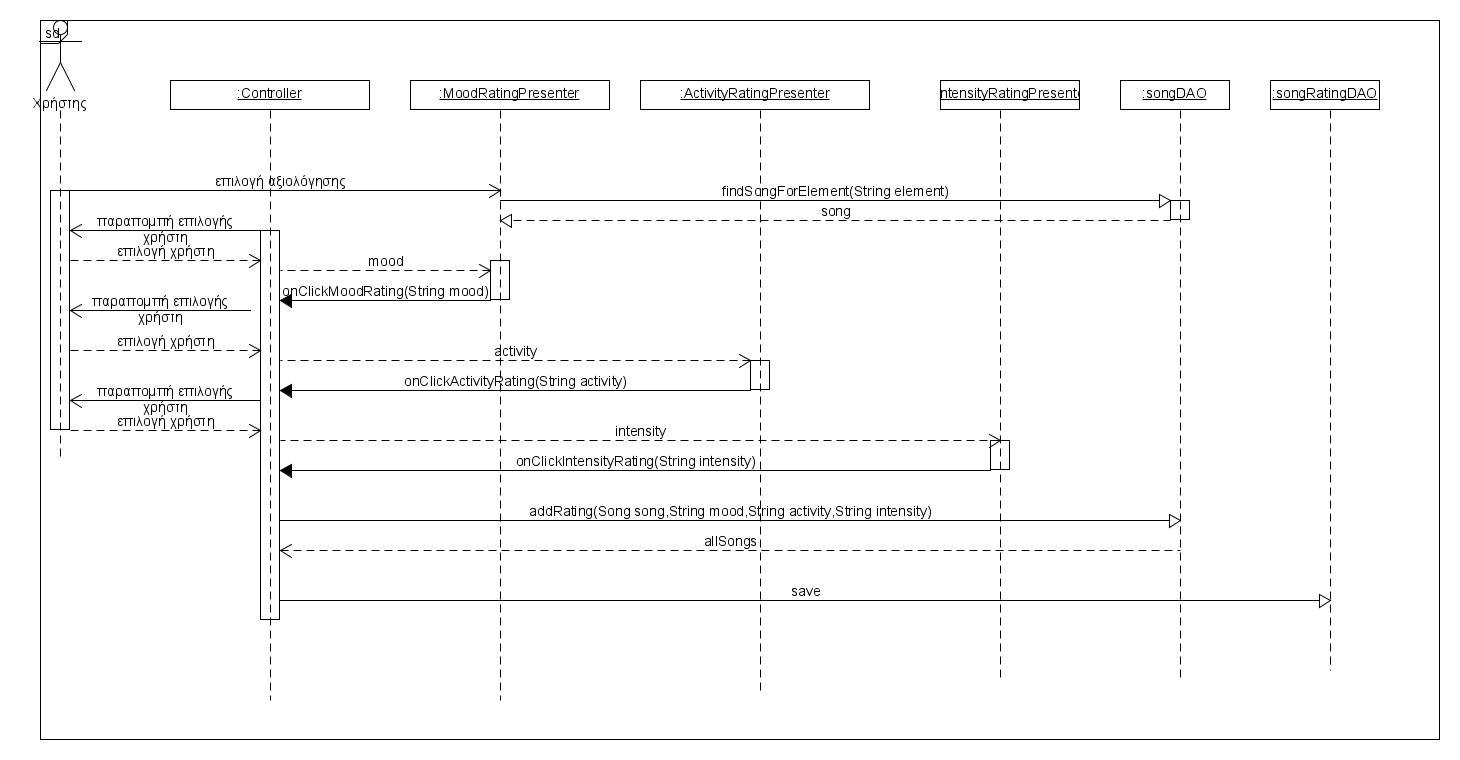 sd
Χρήστης
:Controller
:MoodRatingPresenter
:ActivityRatingPresenter
ntensityRatingPresente
:songDAO
:songRatingDAO
επιλογή αξιολόγησης
findSongForElement(String element)
song
παραπομπή επιλογής
χρήστη
επιλογή χρήστη
mood
onClickMoodRating(String mood)
παραπομπή επιλογής
χρήστη
επιλογή χρήστη
activity
onClickActivityRating(String activity)
παραπομπή επιλογής
χρήστη
επιλογή χρήστη
intensity
onClickIntensityRating(String intensity)
addRating(Song song,String mood,String activity,String intensity)
allSongs
save